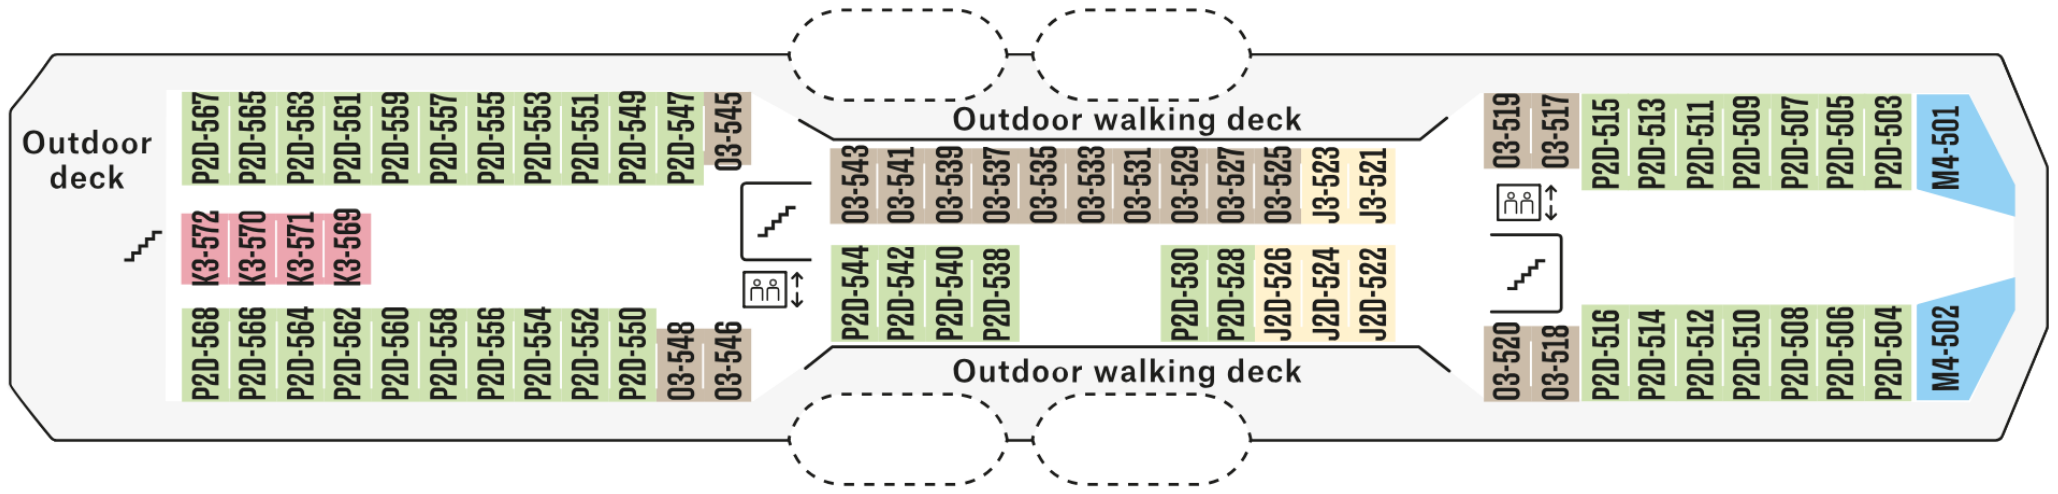 Outdoor
deck
P2D-567
P2D-565
P2D-563
P2D-561
P2D-559
P2D-557
P2D-555
P2D-553
P2D-551
P2D-549
P2D-547
O3-545
K3-572
K3-570
K3-571
K3-569
P2D-568
P2D-566
P2D-564
P2D-562
P2D-560
P2D-558
P2D-556
P2D-554
P2D-552
P2D-550
O3-548
O3-546
Outdoor walking deck
O3-543
O3-541
O3-539
O3-537
O3-535
O3-533
O3-531
O3-529
O3-527
O3-525
J3-523
J3-521
P2D-544
P2D-542
P2D-540
P2D-538
P2D-530
P2D-528
J2D-526
J2D-524
J2D-522
Outdoor walking deck
O3-519
O3-517
P2D-515
P2D-513
P2D-511
P2D-509
P2D-507
P2D-505
P2D-503
M4-501
O3-520
O3-518
P2D-516
P2D-514
P2D-512
P2D-510
P2D-508
P2D-506
P2D-504
M4-502